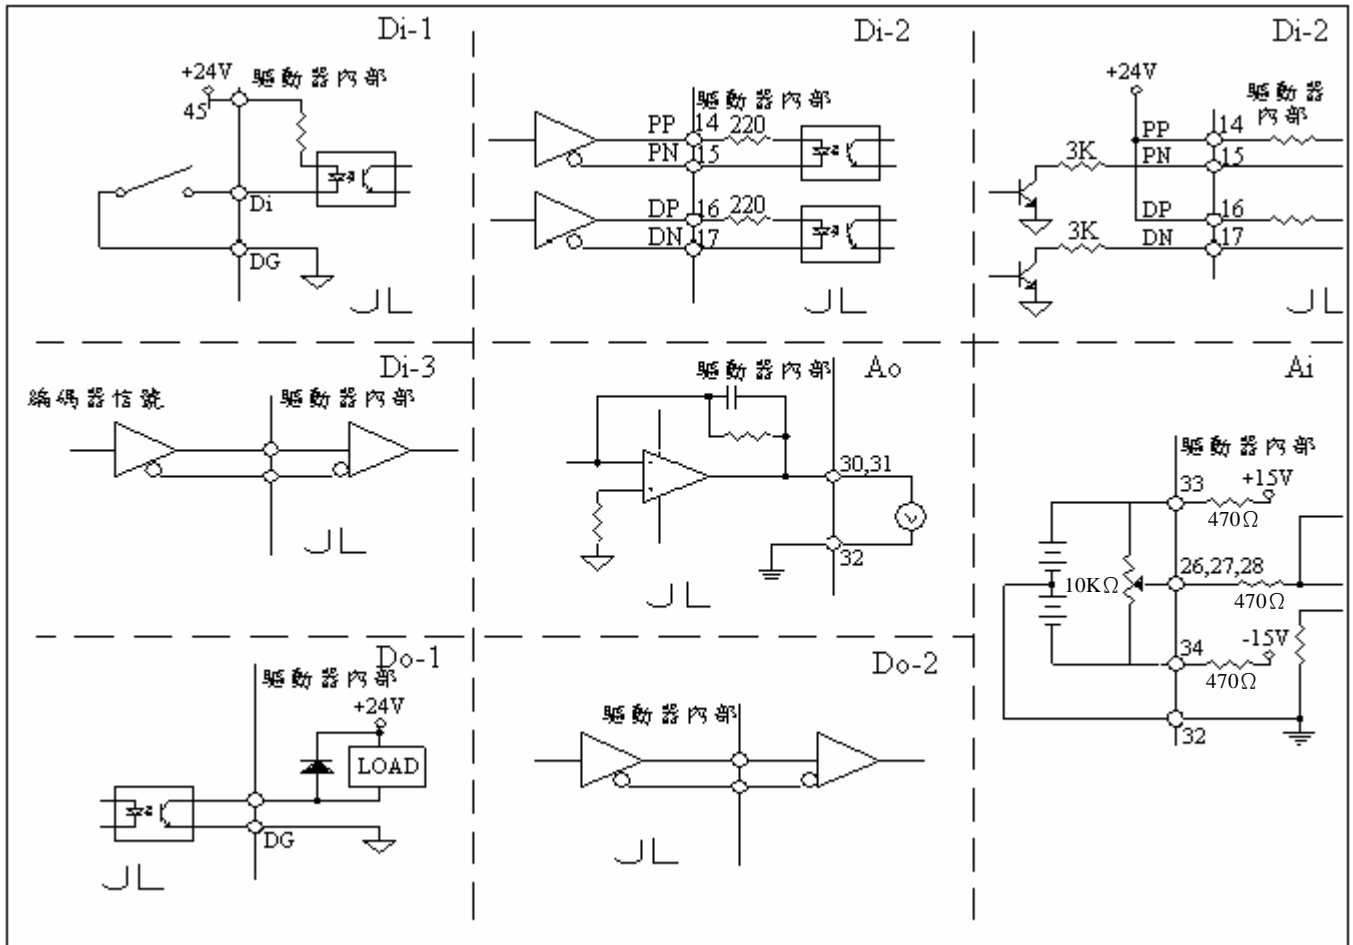 Di-1
+24V
驅動器內部
45
Di
DG
Di-2
驅動器內部
PP
14
220
PN
15
DP
16
220
DN
17
Di-2
+24V
驅動器
內部
PP
14
3K
PN
15
DP
16
3K
DN
17
Di-3
編碼器信號
驅動器內部
Ao
驅動器內部
30,31
V
32
Ai
驅動器內部
33
+15V
470Ω
26,27,28
10KΩ
470Ω
-15V
34
470Ω
32
Do-1
驅動器內部
+24V
LOAD
DG
Do-2
驅動器內部